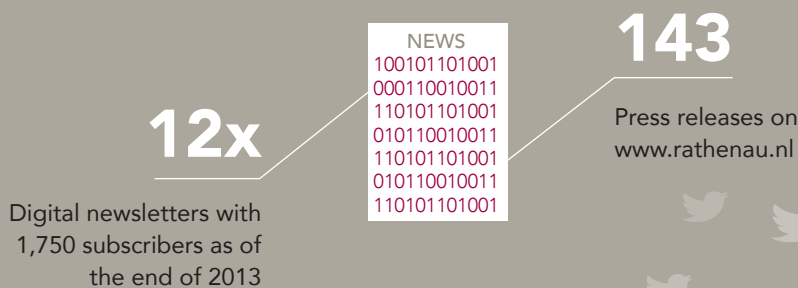 12x
Digital newsletters with
1,750 subscribers as of
the end of 2013
NEWS
100101101001
000110010011
110101101001
010110010011
110101101001
010110010011
110101101001
143
Press releases on
www.rathenau.nl